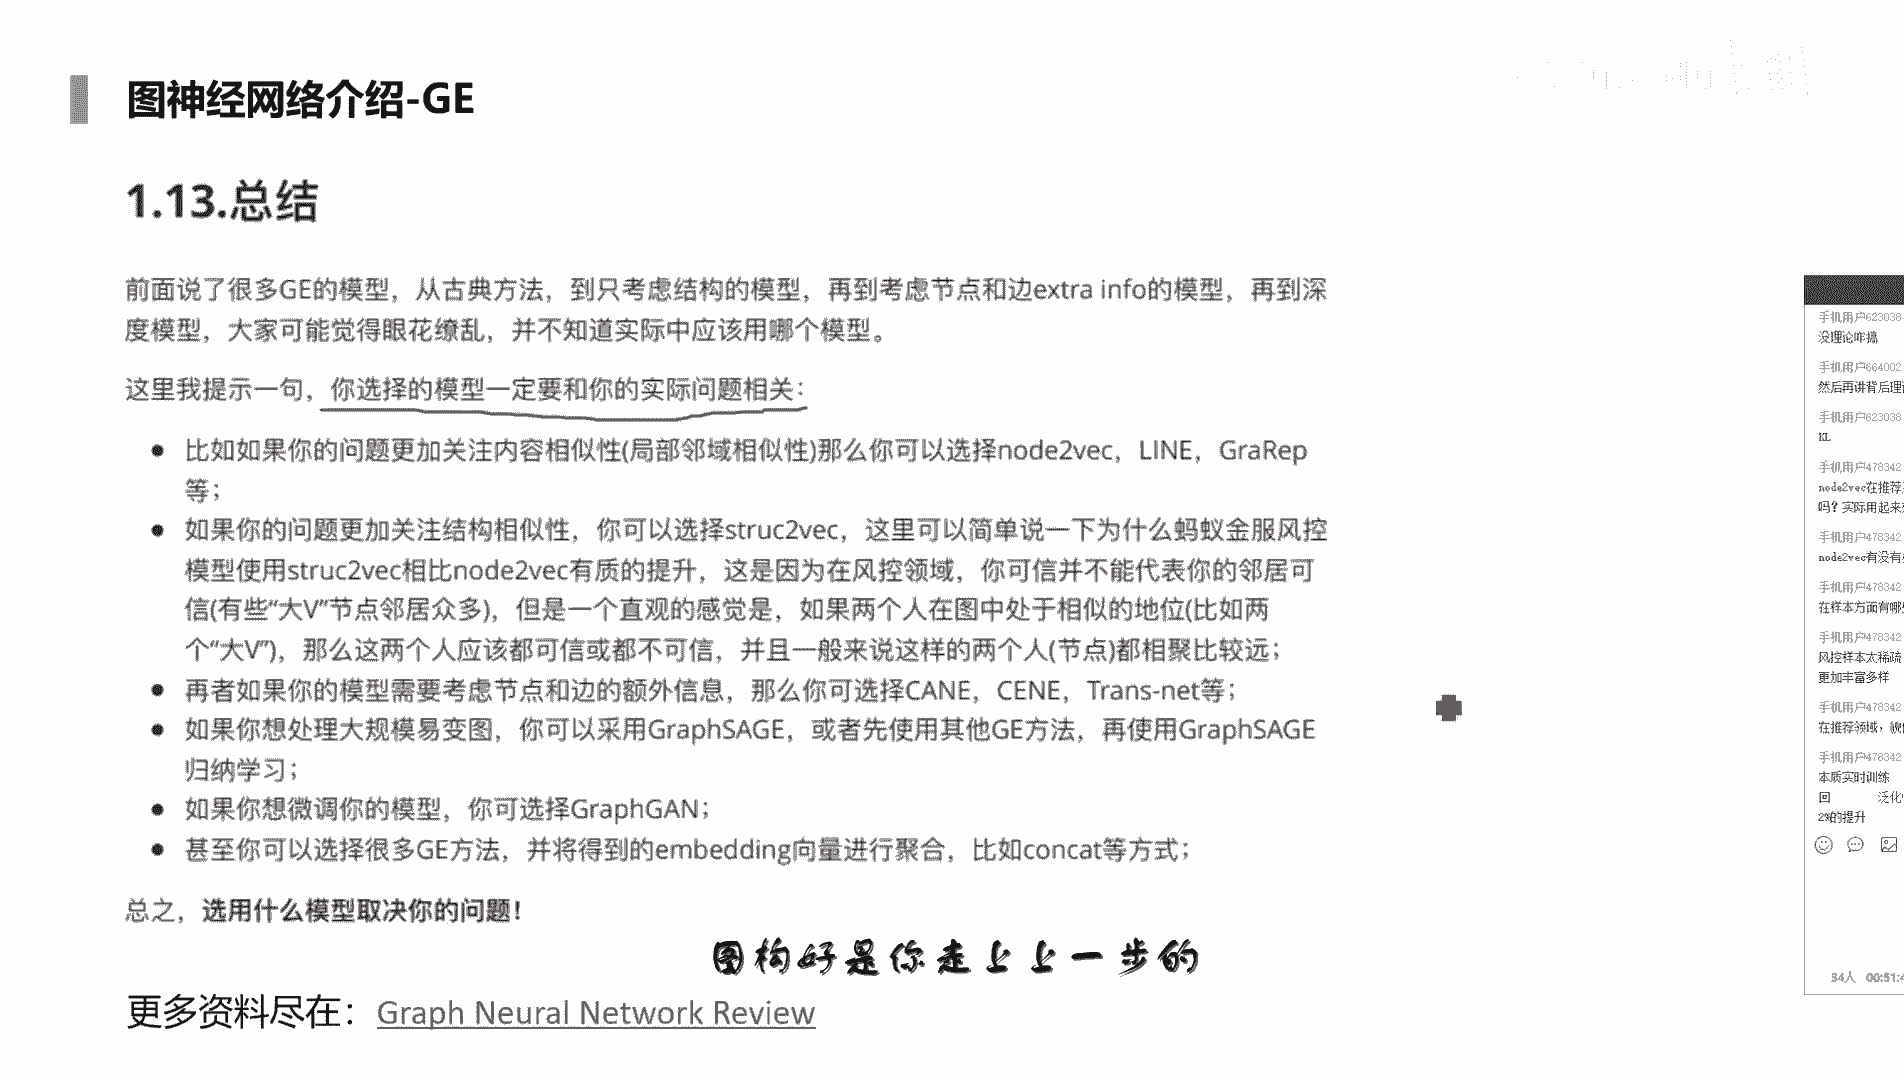 图神经网络介绍-GE
1.13.总结
前面说了很多GE的模型，从古典方法，到只考虑结构的模型，再到考虑节点和边extra info的模型，再到深
度模型，大家可能觉得眼花缭乱，并不知道实际中应该用哪个模型。
这里我提示一句，你选择的模型一定要和你的实际问题相关：
● 比如如果你的问题更加关注内容相似性(局部邻域相似性)那么你可以选择node2vec，LINE，GraRep
等；
● 如果你的问题更加关注结构相似性，你可以选择struc2vec，这里可以简单说一下为什么蚂蚁金服风控
模型使用struc2vec相比node2vec有质的提升，这是因为在风控领域，你可信并不能代表你的邻居可
信(有些“大V”节点邻居众多)，但是一个直观的感觉是，如果两个人在图中处于相似的地位(比如两
个“大V”)，那么这两个人应该都可信或都不可信，并且一般来说这样的两个人(节点)都相聚比较远；
● 再者如果你的模型需要考虑节点和边的额外信息，那么你可选择CANE，CENE，Trans-net等；
● 如果你想处理大规模易变图，你可以采用GraphSAGE，或者先使用其他GE方法，再使用GraphSAGE
归纳学习；
● 如果你想微调你的模型，你可选择GraphGAN；
● 甚至你可以选择很多GE方法，并将得到的embedding向量进行聚合，比如concat等方式；
总之，选用什么模型取决你的问题！
图构好是你走上上一步的
更多资料尽在：Graph Neural Network Review
手机用户623038
没理论咋搞
手机用户664002
然后再讲背后理
手机用户623038
KL
手机用户478342
node2vec在推荐
吗？实际用起来
手机用户478342
node2vec有没有
手机用户478342
在样本方面有哪
手机用户478342
风控样本太稀疏
更加丰富多样
手机用户478342
在推荐领域，
手机用户478342
本质实时训练
回 泛化
2%的提升
54人 00:51:4